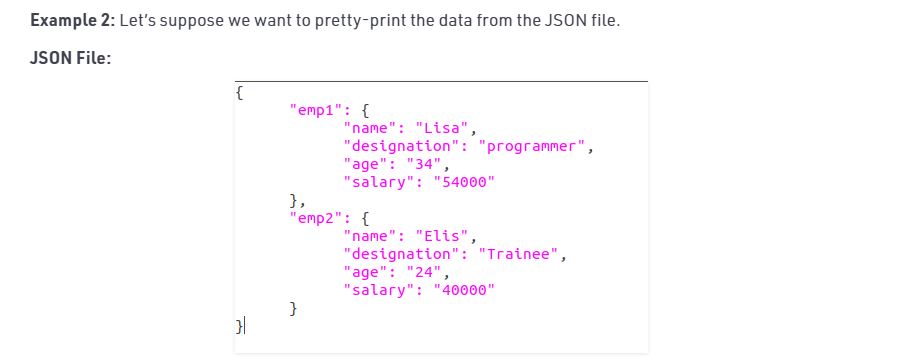 Example 2: Let’s suppose we want to pretty-print the data from the JSON file.
JSON File:
{
"emp1": {
"name": "Lisa",
"designation": "programmer",
"age": "34",
"salary": "54000"
},
"emp2": {
"name": "Elis",
"designation": "Trainee",
"age": "24",
"salary": "40000"
}
}